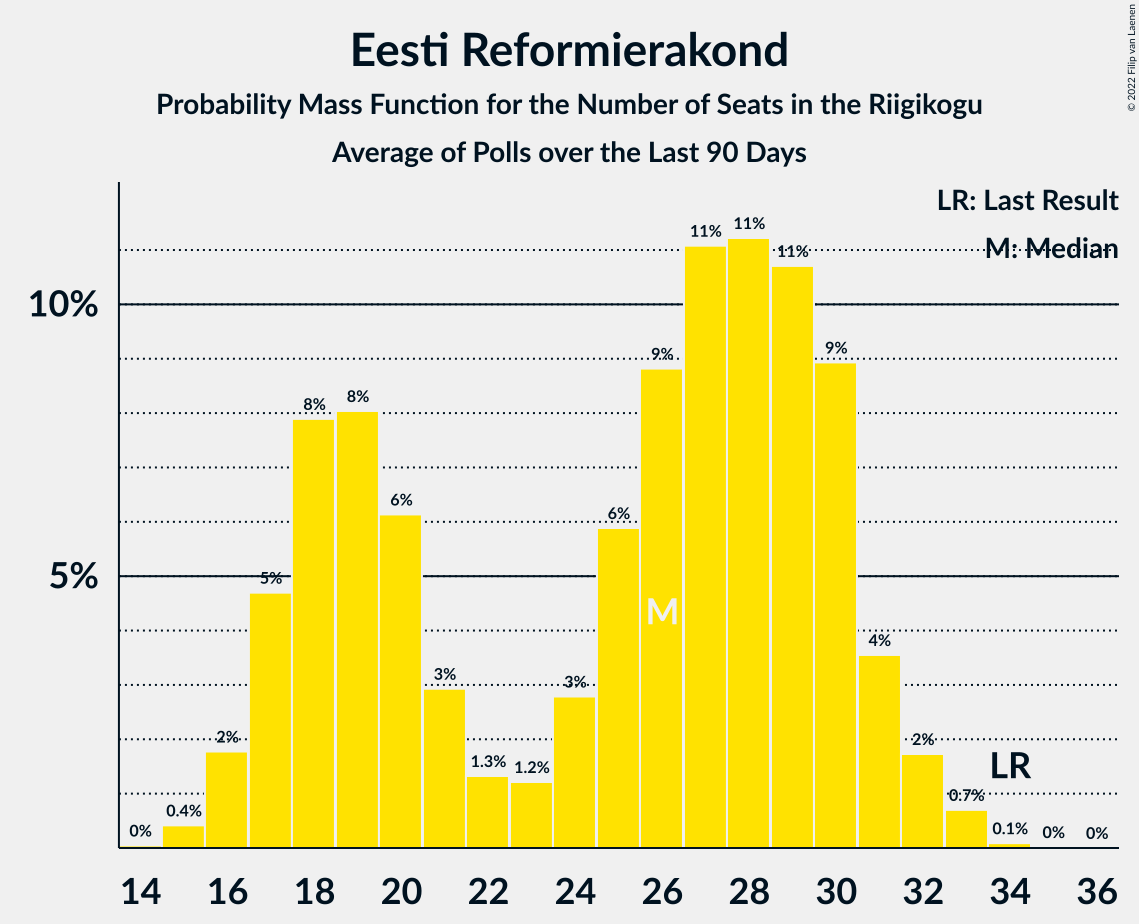 © 2022 Filip van Laenen
Eesti Reformierakond
Probability Mass Function for the Number of Seats in the Riigikogu
Average of Polls over the Last 90 Days
LR: Last Result
M: Median
10%
5%
0%
0.4%
2%
5%
8%
8%
6%
3%
1.3%
1.2%
3%
6%
9%
11%
11%
11%
9%
4%
2%
0.7%
0.1%
0%
0%
M
LR
14 16 18 20 22 24 26 28 30 32 34 36